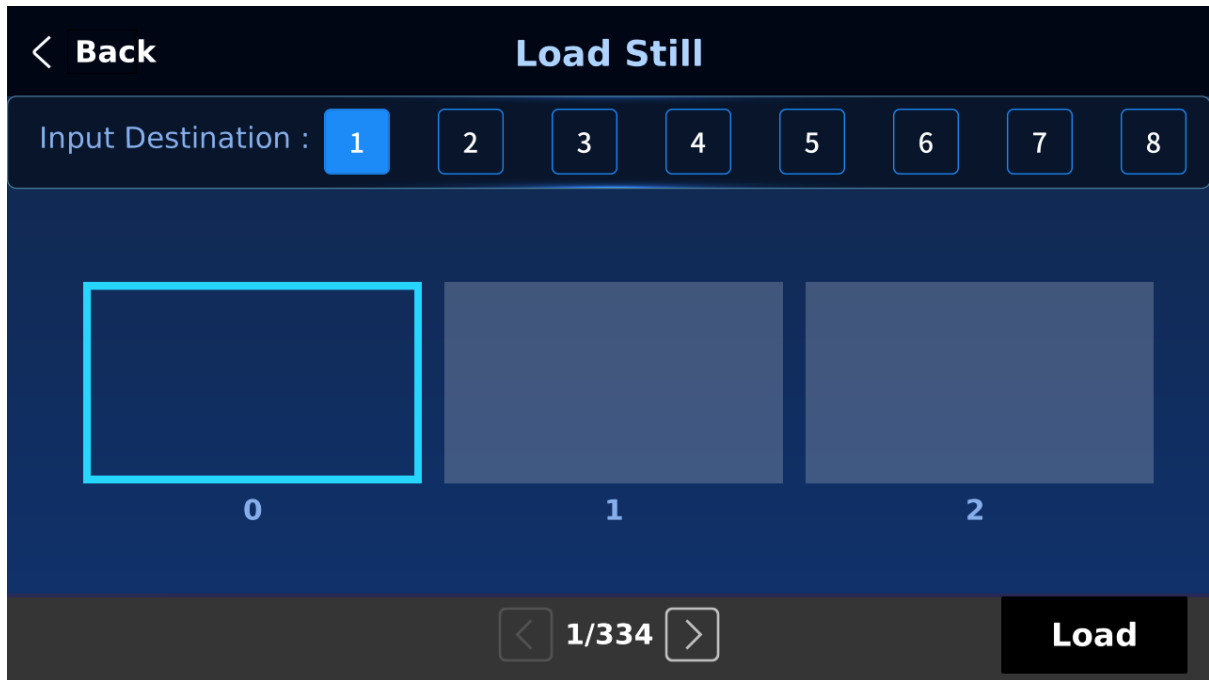 Back
Load Still
Input Destination : 1 2 3 4 5 6 7 8
0 1 2
1/334
Load